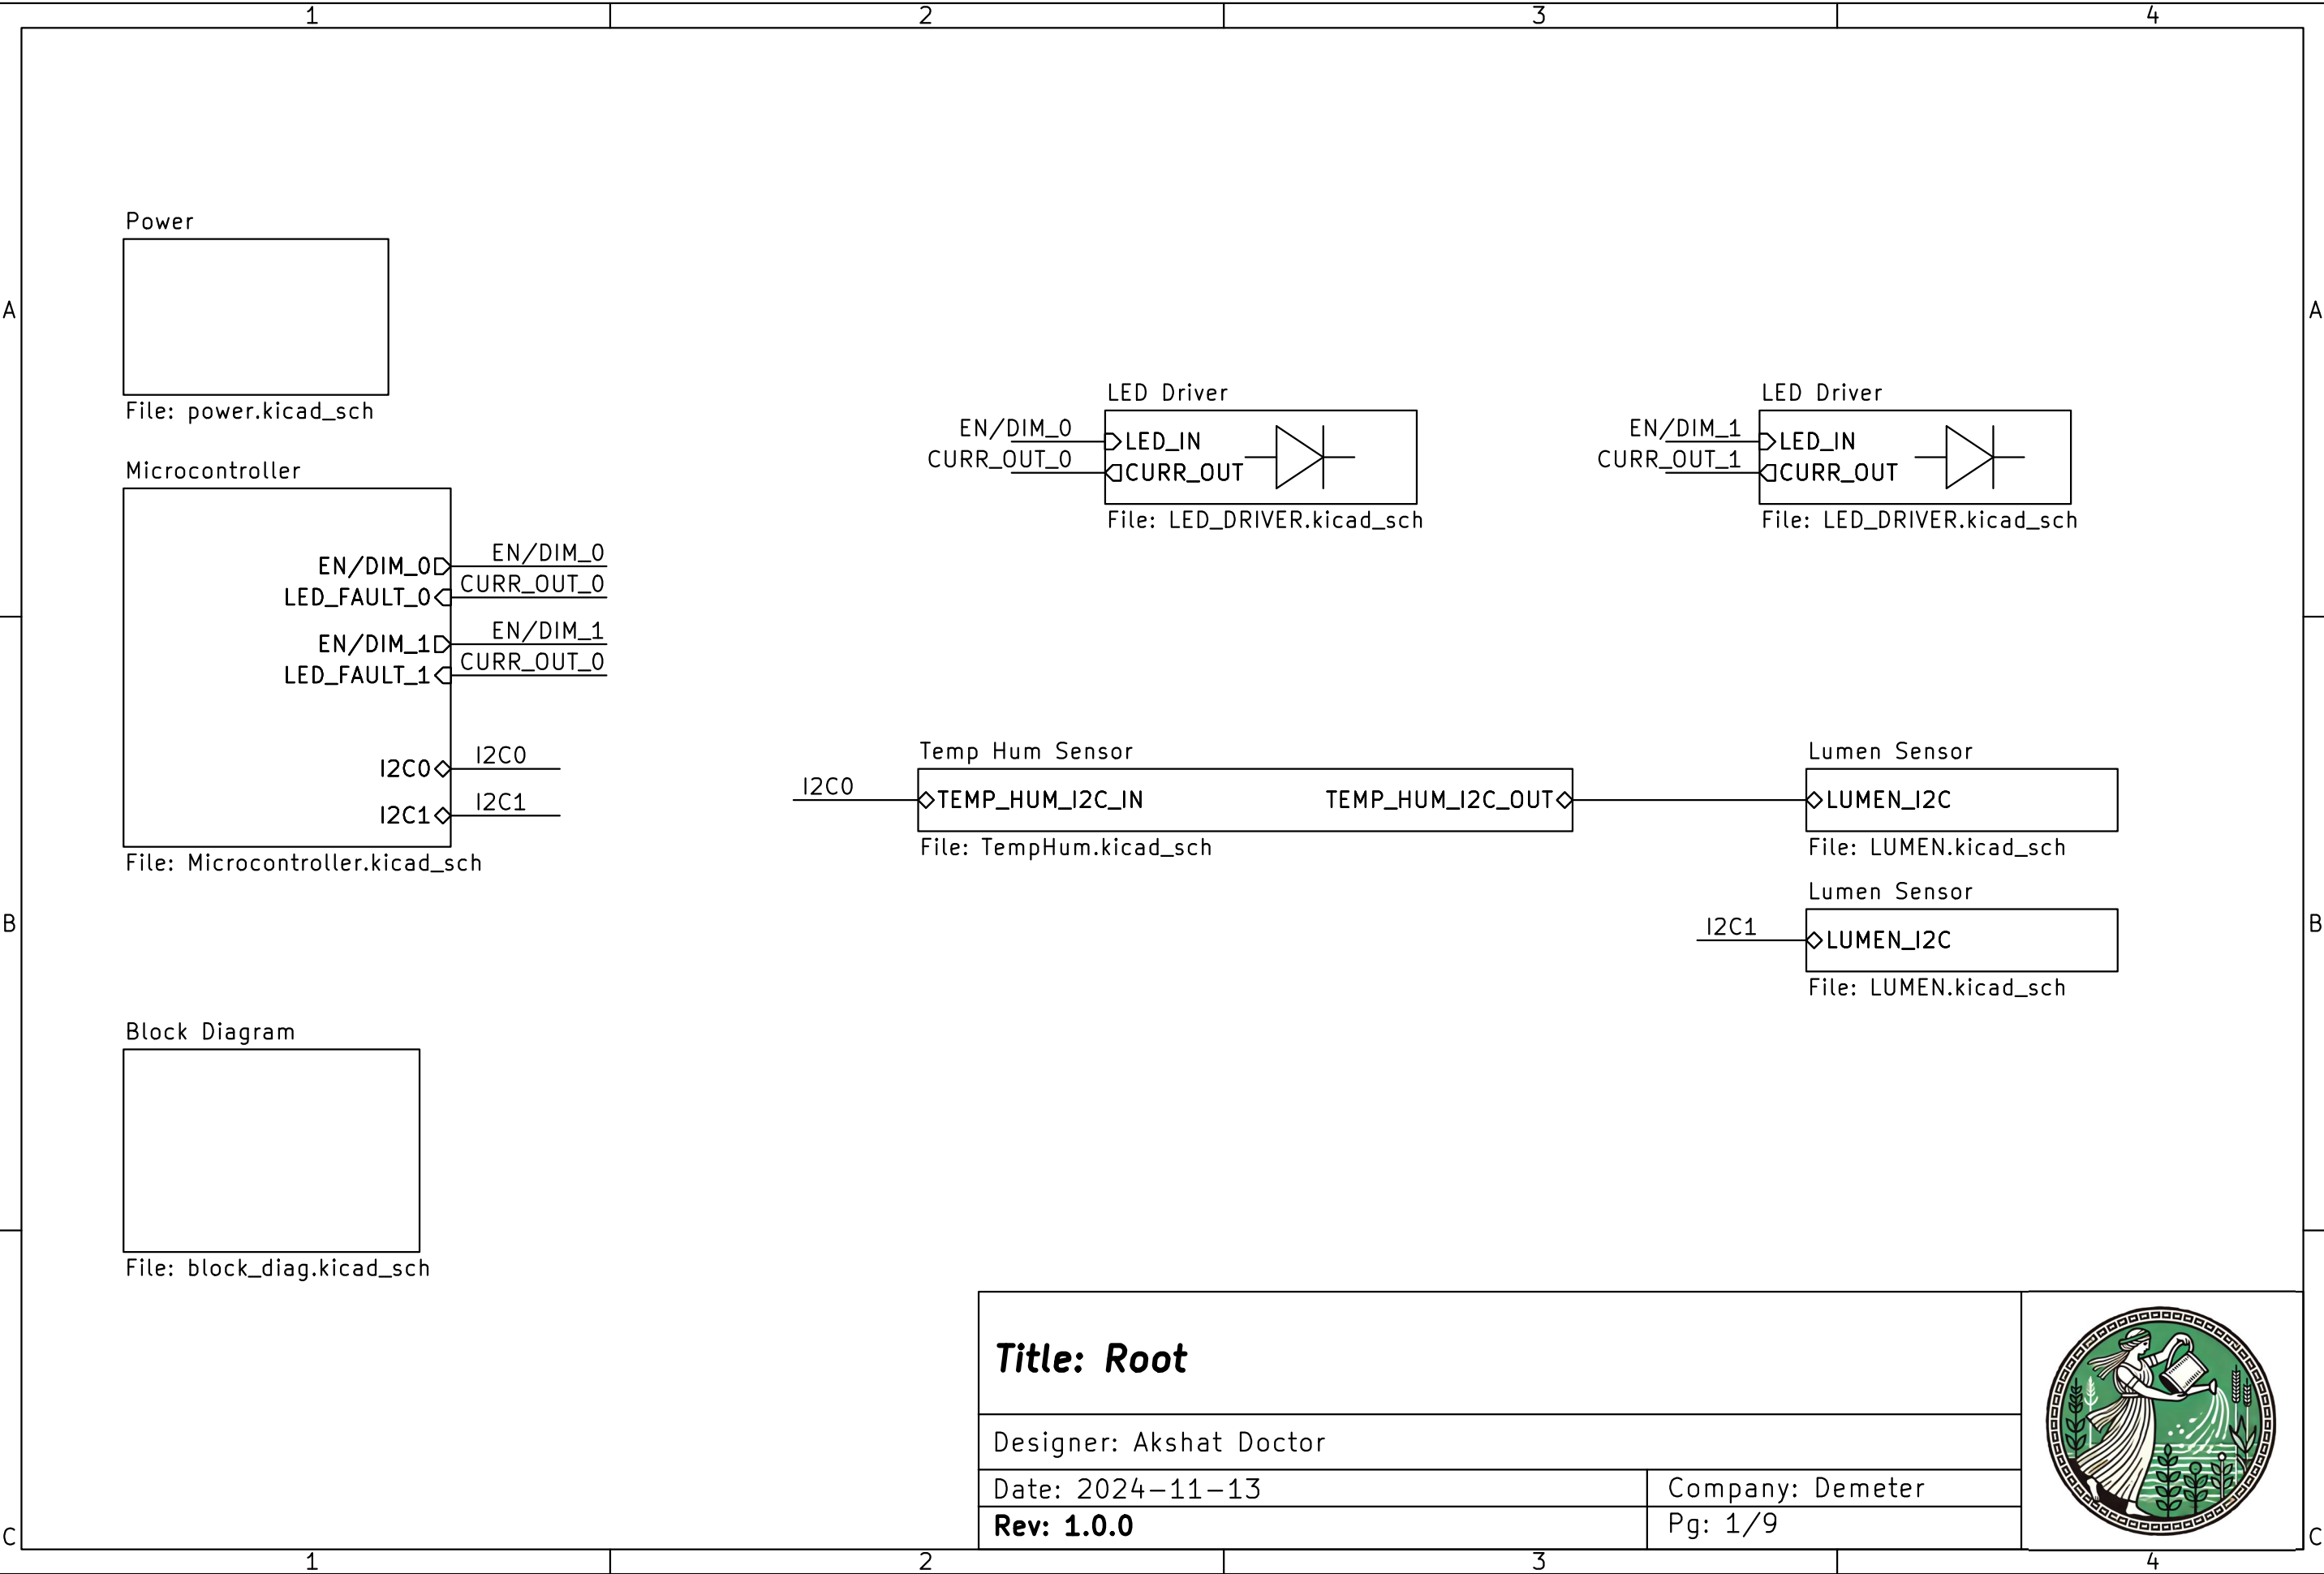 1 2 3 4
A A
Power
File: power.kicad_sch
Microcontroller
EN/DIM_0 EN/DIM_0
LED_FAULT_0 CURR_OUT_0
EN/DIM_1 EN/DIM_1
LED_FAULT_1 CURR_OUT_0
I2C0 I2C0
I2C1 I2C1
File: Microcontroller.kicad_sch
LED Driver
EN/DIM_0 LED_IN
CURR_OUT_0 CURR_OUT
File: LED_DRIVER.kicad_sch
LED Driver
EN/DIM_1 LED_IN
CURR_OUT_1 CURR_OUT
File: LED_DRIVER.kicad_sch
Temp Hum Sensor
I2C0 TEMP_HUM_I2C_IN TEMP_HUM_I2C_OUT
File: TempHum.kicad_sch
Lumen Sensor
LUMEN_I2C
File: LUMEN.kicad_sch
Lumen Sensor
I2C1 LUMEN_I2C
File: LUMEN.kicad_sch
B B
Block Diagram
File: block_diag.kicad_sch
Title: Root
Designer: Akshat Doctor
Date: 2024-11-13
Company: Demeter
Rev: 1.0.0
Pg: 1/9
C C
1 2 3 4